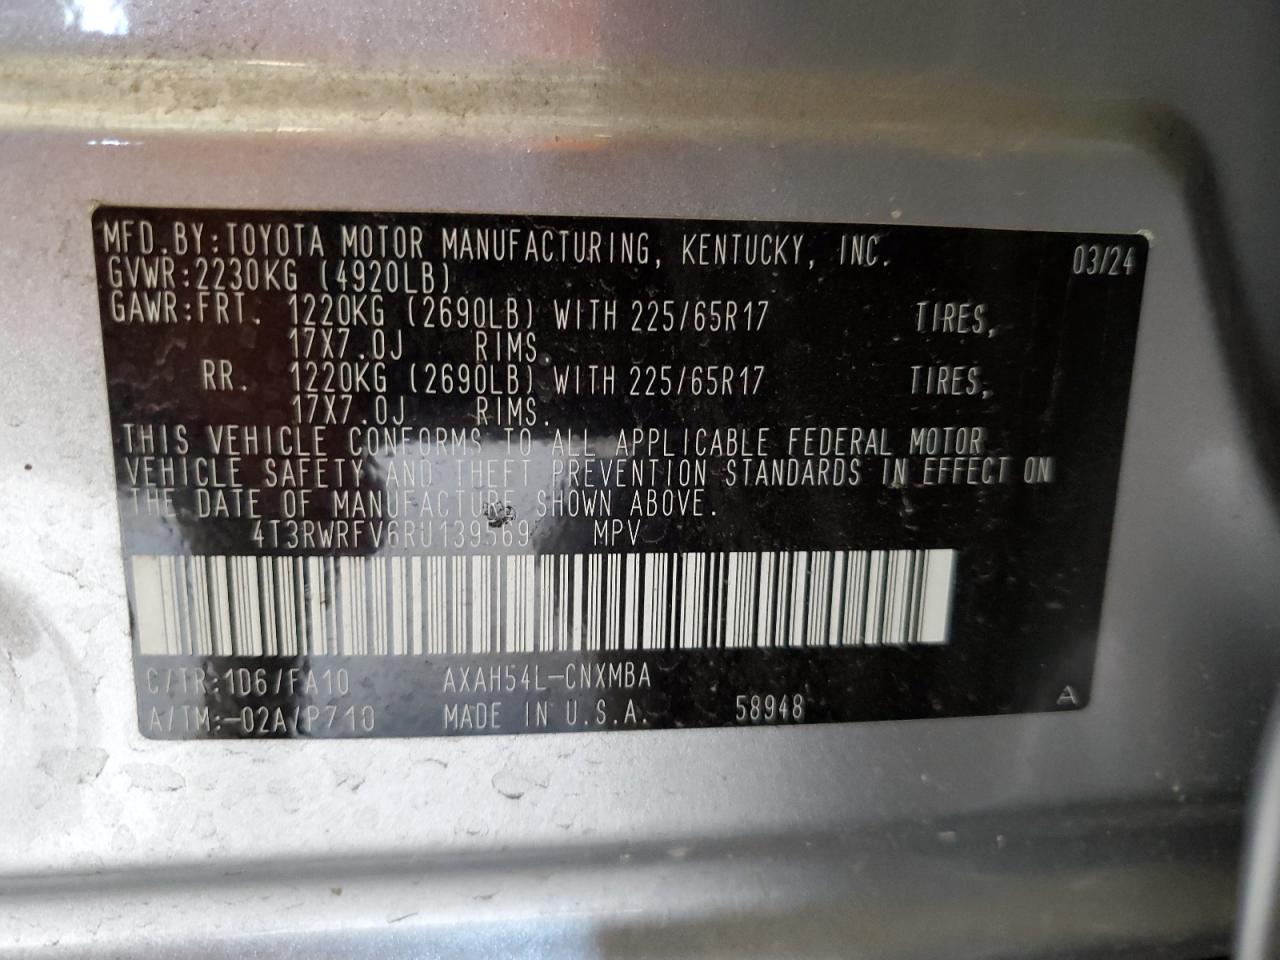 MFD.BY:TOYOTA MOTOR MANUFACTURING, KENTUCKY, INC. 03/24
GVWR:2230KG (4920LB)
GAWR:FRT. 1220KG (2690LB) WITH 225/65R17 TIRES,
17X7.0J RIMS.
RR. 1220KG (2690LB) WITH 225/65R17 TIRES,
17X7.0J RIMS.
THIS VEHICLE CONFORMS TO ALL APPLICABLE FEDERAL MOTOR
VEHICLE SAFETY AND THEFT PREVENTION STANDARDS IN EFFECT ON
THE DATE OF MANUFACTURE SHOWN ABOVE.
4T3RWRFV6RU139569 MPV
C/TR:1D6/FA10 AXAH54L-CNXMBA
A/TM:-02A/P710 MADE IN U.S.A. 58948 A